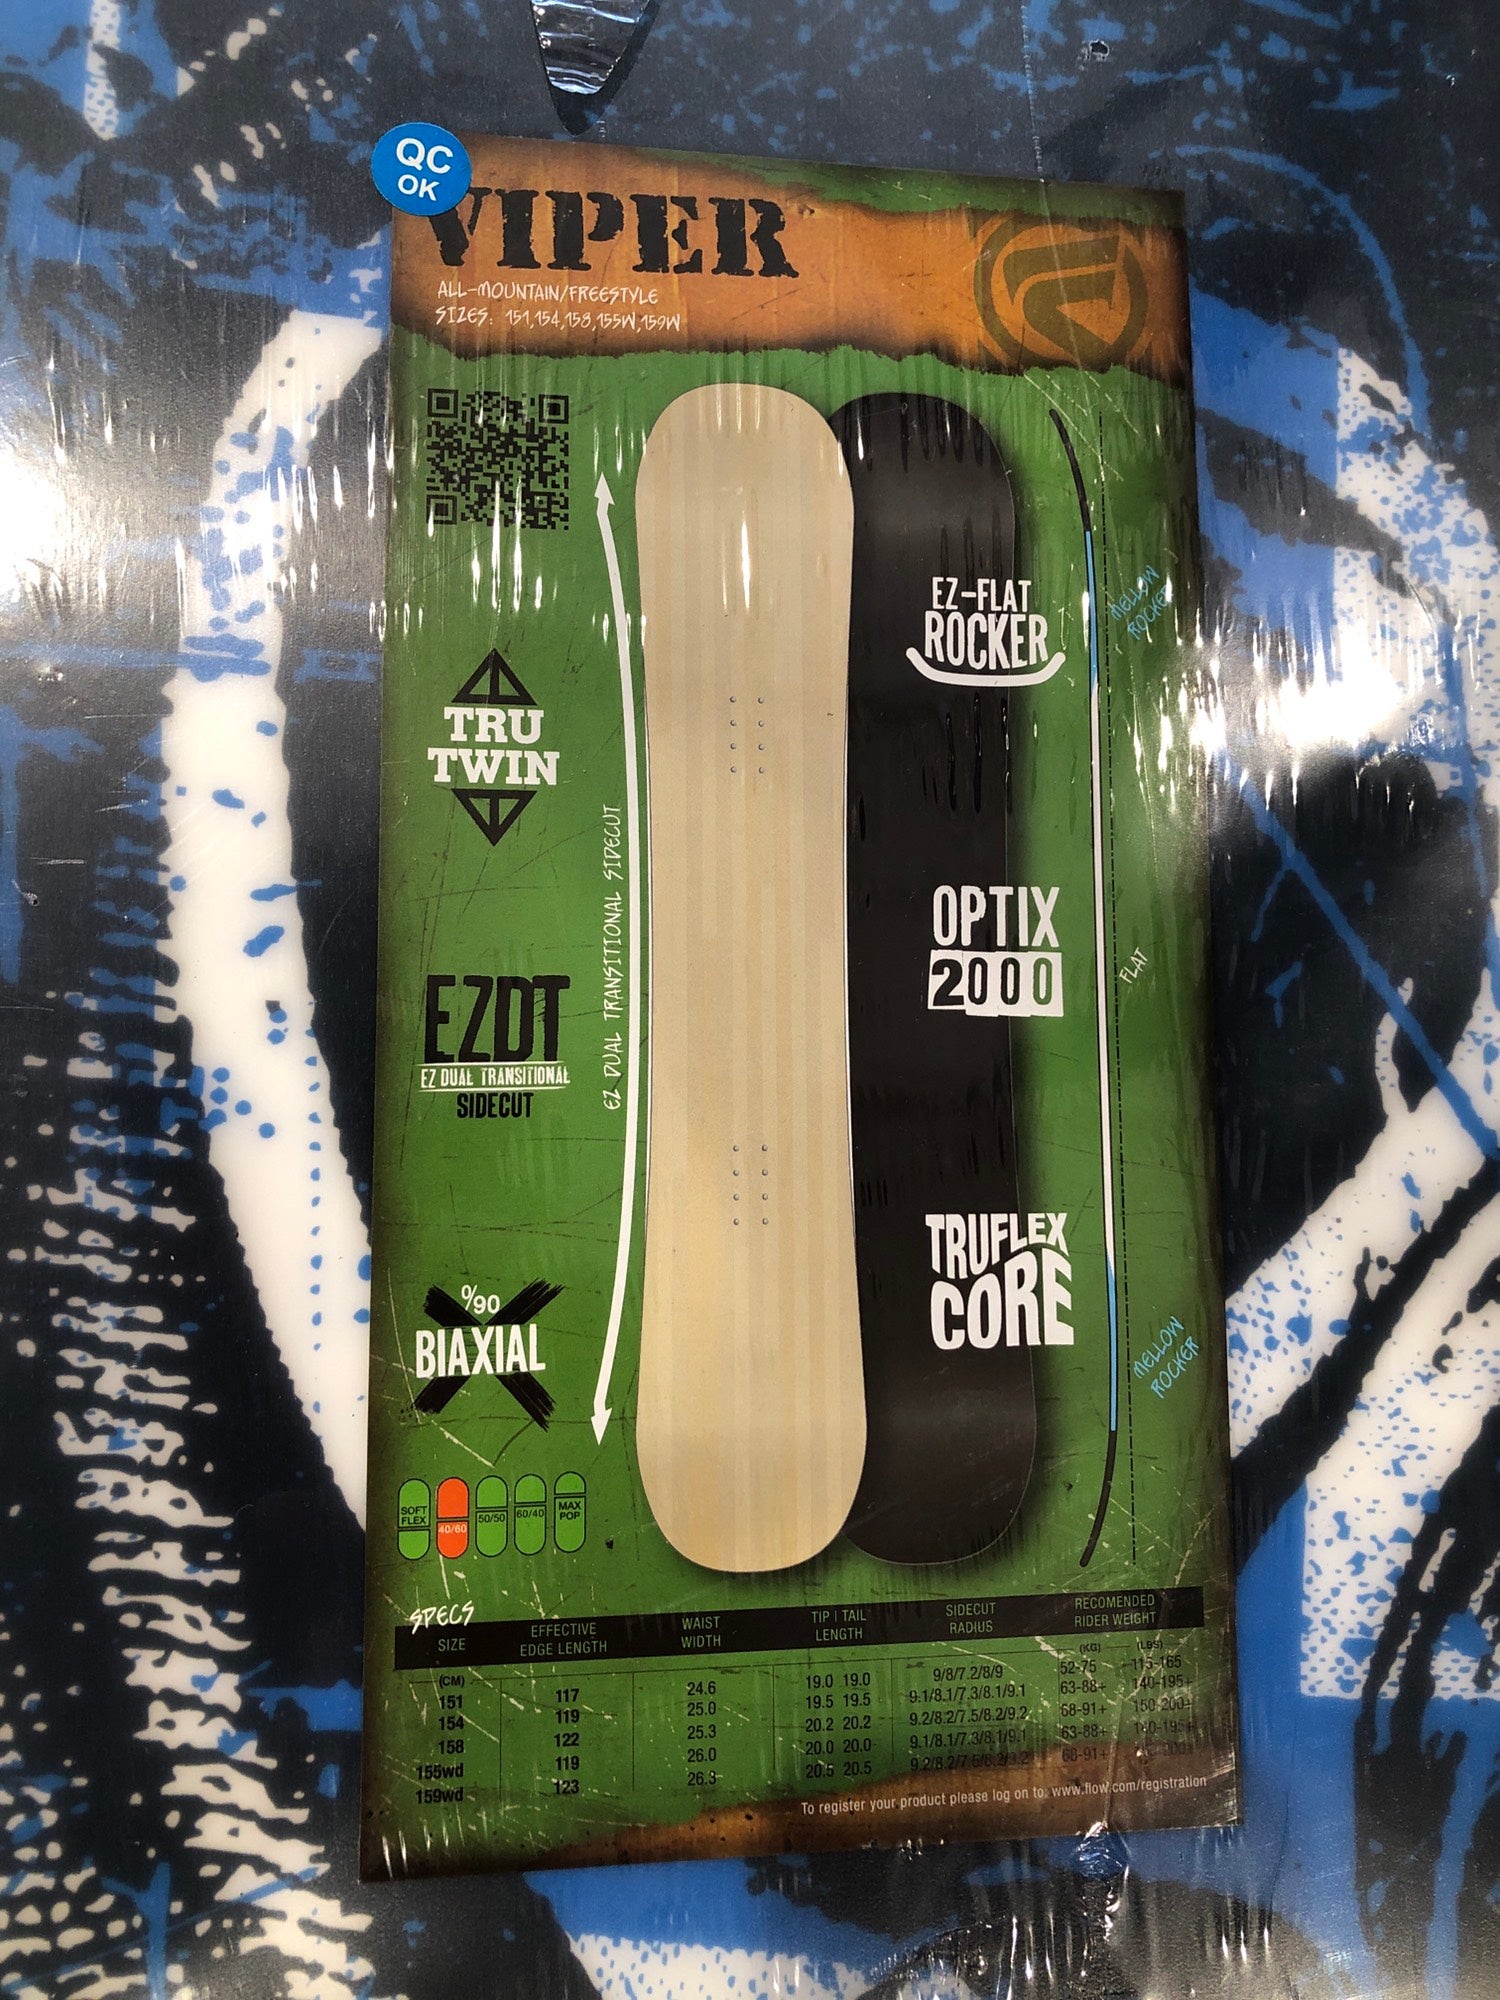 QC
OK
VIPER
ALL-MOUNTAIN/FREESTYLE
SIZES: 151,154,158,155W,159W
EZ-FLAT
ROCKER
MELLOW
ROCKER
TRU
TWIN
EZ DUAL TRANSITIONAL SIDECUT
OPTIX
2000
FLAT
EZDT
EZ DUAL TRANSITIONAL
SIDECUT
TRUFLEX
CORE
%90
BIAXIAL
MELLOW
ROCKER
SOFT
FLEX
40/60
50/50
60/40
MAX
POP
SPECS
SIZE EFFECTIVE EDGE LENGTH WAIST WIDTH TIP | TAIL LENGTH SIDECUT RADIUS RECOMENDED RIDER WEIGHT
(CM) (KG) (LBS)
151 117 24.6 19.0 19.0 9/8/7.2/8/9 52-75 115-165
154 119 25.0 19.5 19.5 9.1/8.1/7.3/8.1/9.1 63-88+ 140-195+
158 122 25.3 20.2 20.2 9.2/8.2/7.5/8.2/9.2 68-91+ 150-200+
155wd 119 26.0 20.0 20.0 9.1/8.1/7.3/8.1/9.1 63-88+
159wd 123 26.3 20.5 20.5 68-91+
To register your product please log on to: www.flow.com/registration